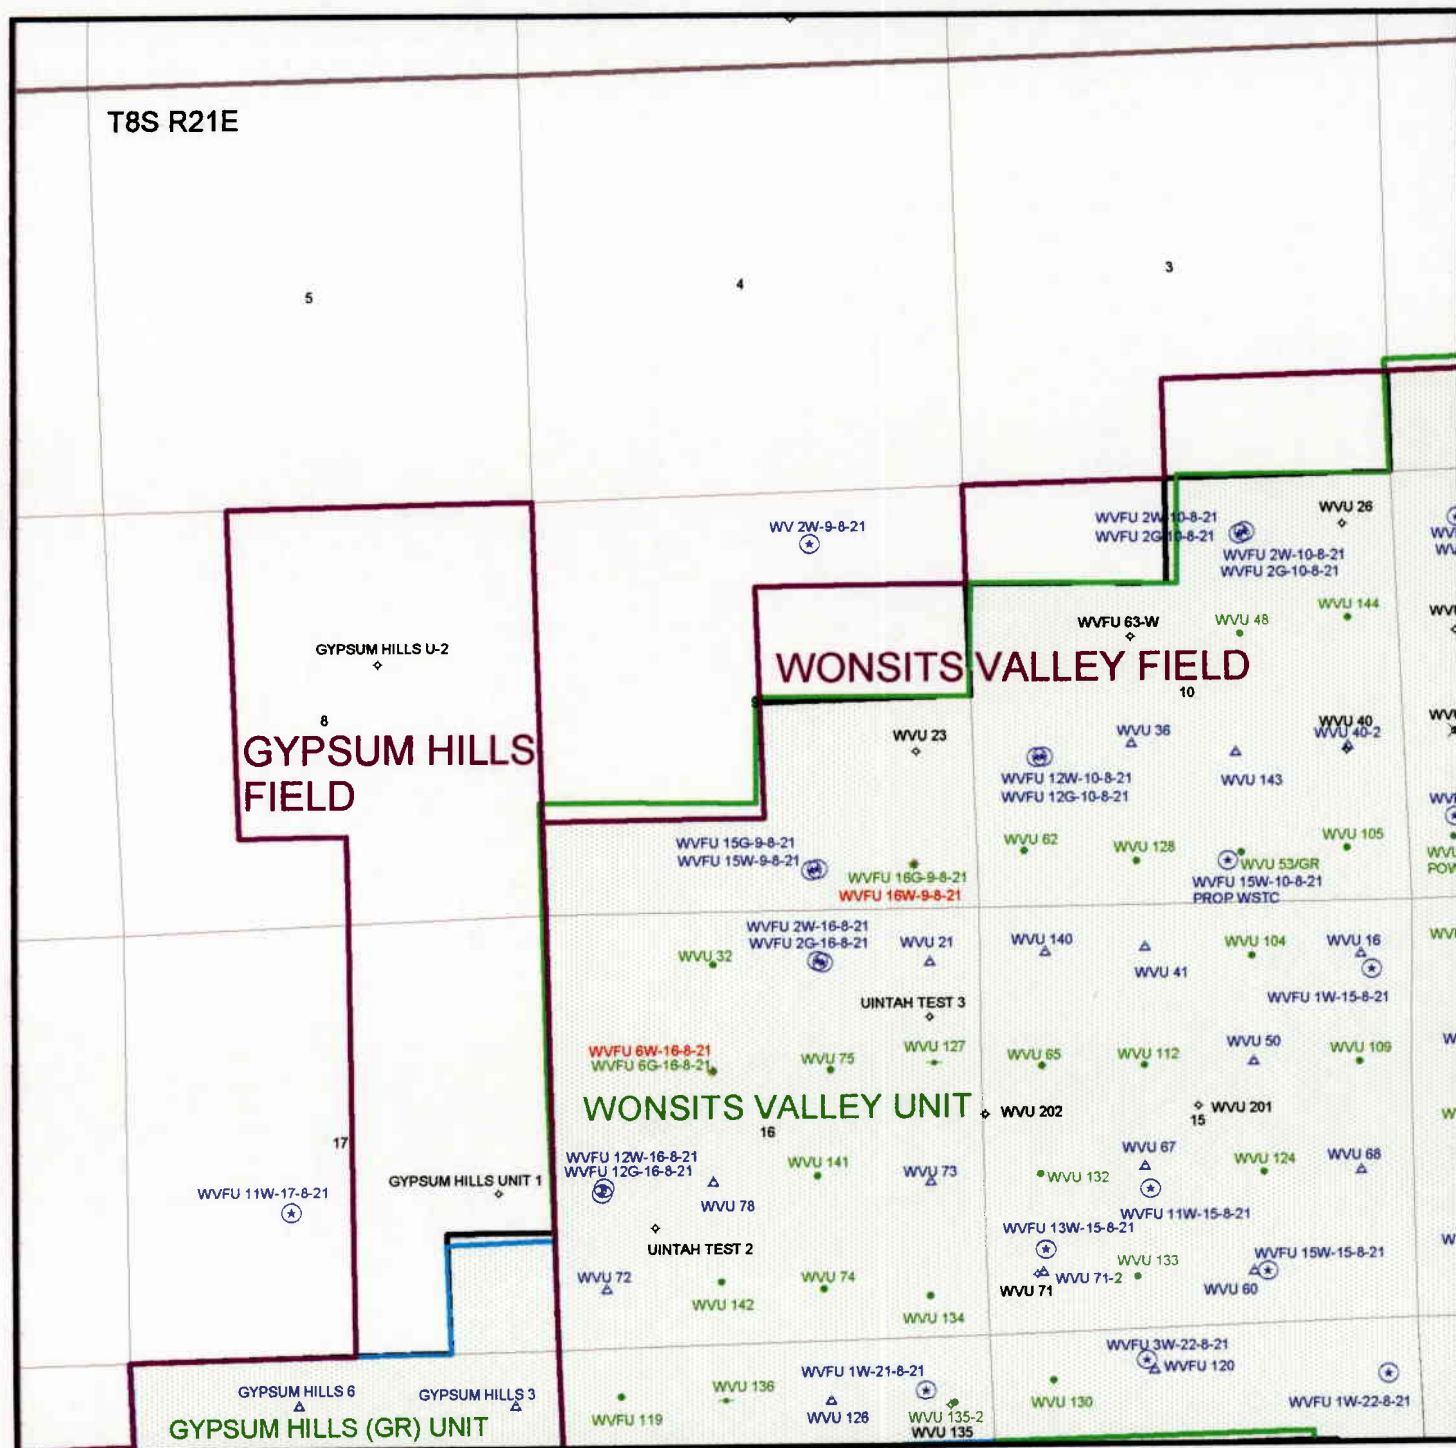 T8S R21E
5
4
3
WV 2W-9-8-21
WVFU 2W-10-8-21
WVFU 2G-10-8-21
WVU 26
WVFU 2W-10-8-21
WVFU 2G-10-8-21
GYPSUM HILLS U-2
WVFU 63-W
WVU 48
WVU 144
WONSITS VALLEY FIELD
8
9
10
GYPSUM HILLS
FIELD
WVU 23
WVU 36
WVU 40
WVU 40-2
WVFU 12W-10-8-21
WVFU 12G-10-8-21
WVU 143
WVFU 15G-9-8-21
WVFU 15W-9-8-21
WVFU 16G-9-8-21
WVFU 16W-9-8-21
WVU 62
WVU 128
WVU 53/GR
WVU 105
WVFU 15W-10-8-21
PROP WSTC
WVFU 2W-16-8-21
WVFU 2G-16-8-21
WVU 32
WVU 21
WVU 140
WVU 41
WVU 104
WVU 16
WVFU 1W-15-8-21
UINTAH TEST 3
WVFU 6W-16-8-21
WVFU 6G-16-8-21
WVU 75
WVU 127
WVU 65
WVU 112
WVU 50
WVU 109
WONSITS VALLEY UNIT
WVU 202
WVU 201
16
15
17
WVFU 12W-16-8-21
WVFU 12G-16-8-21
WVU 141
WVU 73
WVU 132
WVU 67
WVU 124
WVU 68
GYPSUM HILLS UNIT 1
WVFU 11W-17-8-21
WVU 78
WVFU 11W-15-8-21
UINTAH TEST 2
WVFU 13W-15-8-21
WVU 133
WVFU 15W-15-8-21
WVU 72
WVU 142
WVU 74
WVU 134
WVU 71
WVU 71-2
WVU 60
GYPSUM HILLS 6
GYPSUM HILLS 3
GYPSUM HILLS (GR) UNIT
WVFU 119
WVU 136
WVFU 1W-21-8-21
WVU 126
WVU 135-2
WVU 135
WVU 130
WVFU 3W-22-8-21
WVFU 120
WVFU 1W-22-8-21